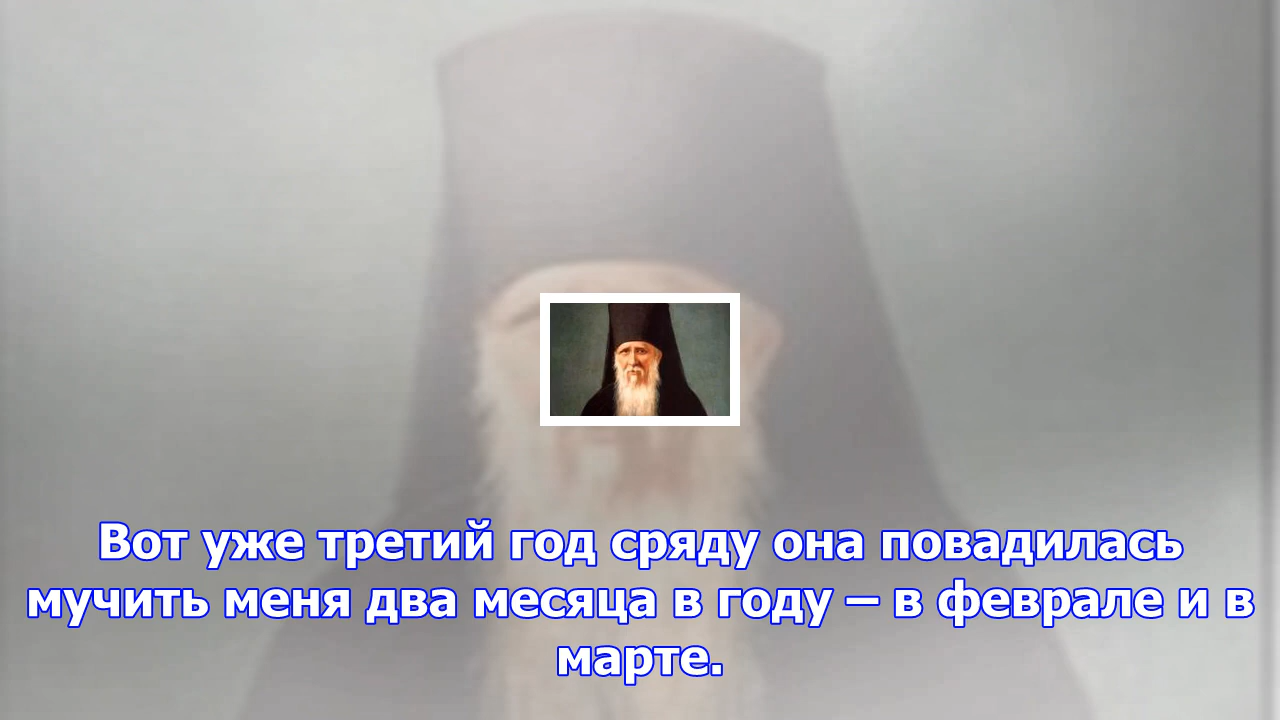 Вот уже третий год сряду она повадилась
мучить меня два месяца в году – в феврале и в
марте.